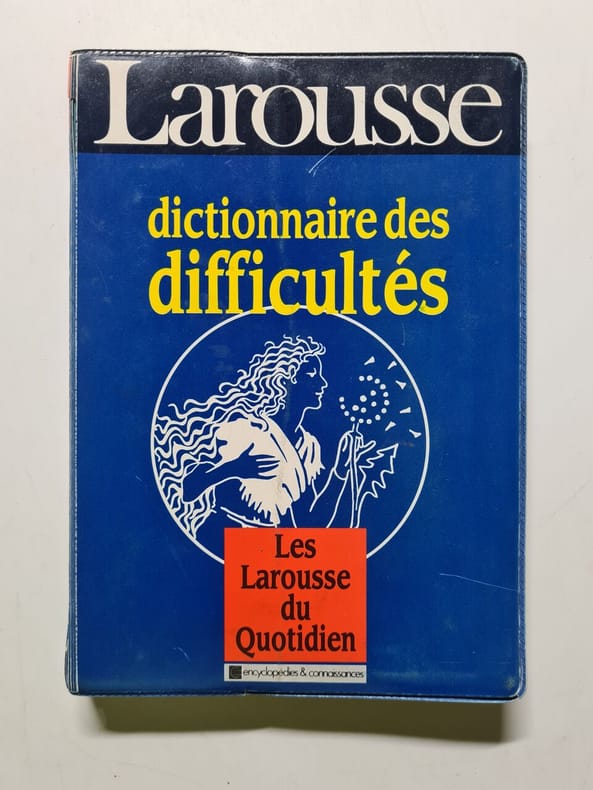 Larousse
dictionnaire des
difficultés
Les
Larousse
du
Quotidien
encyclopédies & connaissances